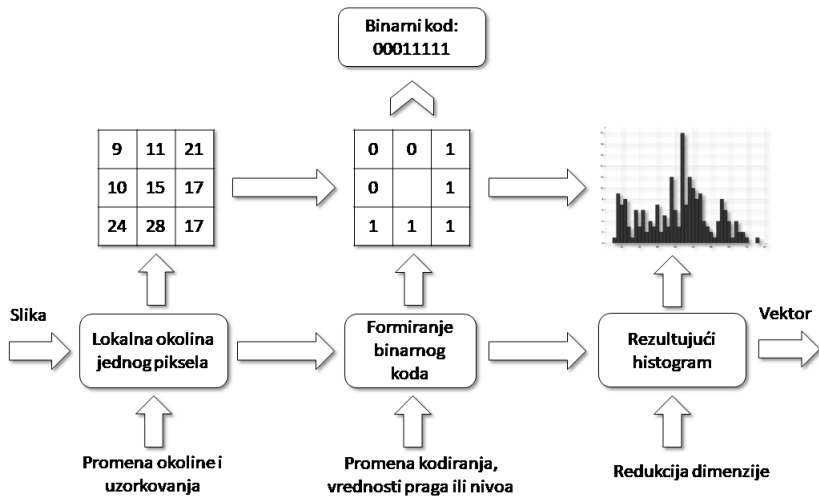 Binarni kod:
00011111
9 11 21
10 15 17
24 28 17
0 0 1
0 1
1 1 1
Slika
Lokalna okolina
jednog piksela
Formiranje
binarnog
koda
Rezultujući
histogram
Vektor
Promena okoline i
uzorkovanja
Promena kodiranja,
vrednosti praga ili nivoa
Redukcija dimenzije